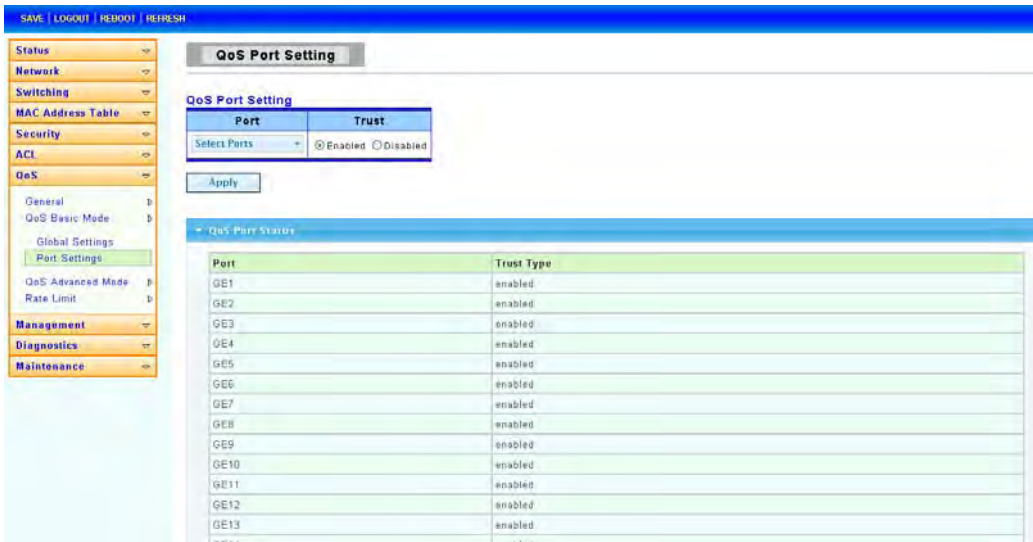 SAVE | LOGOUT | REBOOT | REFRESH
Status
Network
Switching
MAC Address Table
Security
ACL
QoS
General
QoS Basic Mode
Global Settings
Port Settings
QoS Advanced Mode
Rate Limit
Management
Diagnostics
Maintenance
QoS Port Setting
QoS Port Setting
Port Trust
Select Ports Enabled Disabled
Apply
QoS Port Status
Port Trust Type
GE1 enabled
GE2 enabled
GE3 enabled
GE4 enabled
GE5 enabled
GE6 enabled
GE7 enabled
GE8 enabled
GE9 enabled
GE10 enabled
GE11 enabled
GE12 enabled
GE13 enabled